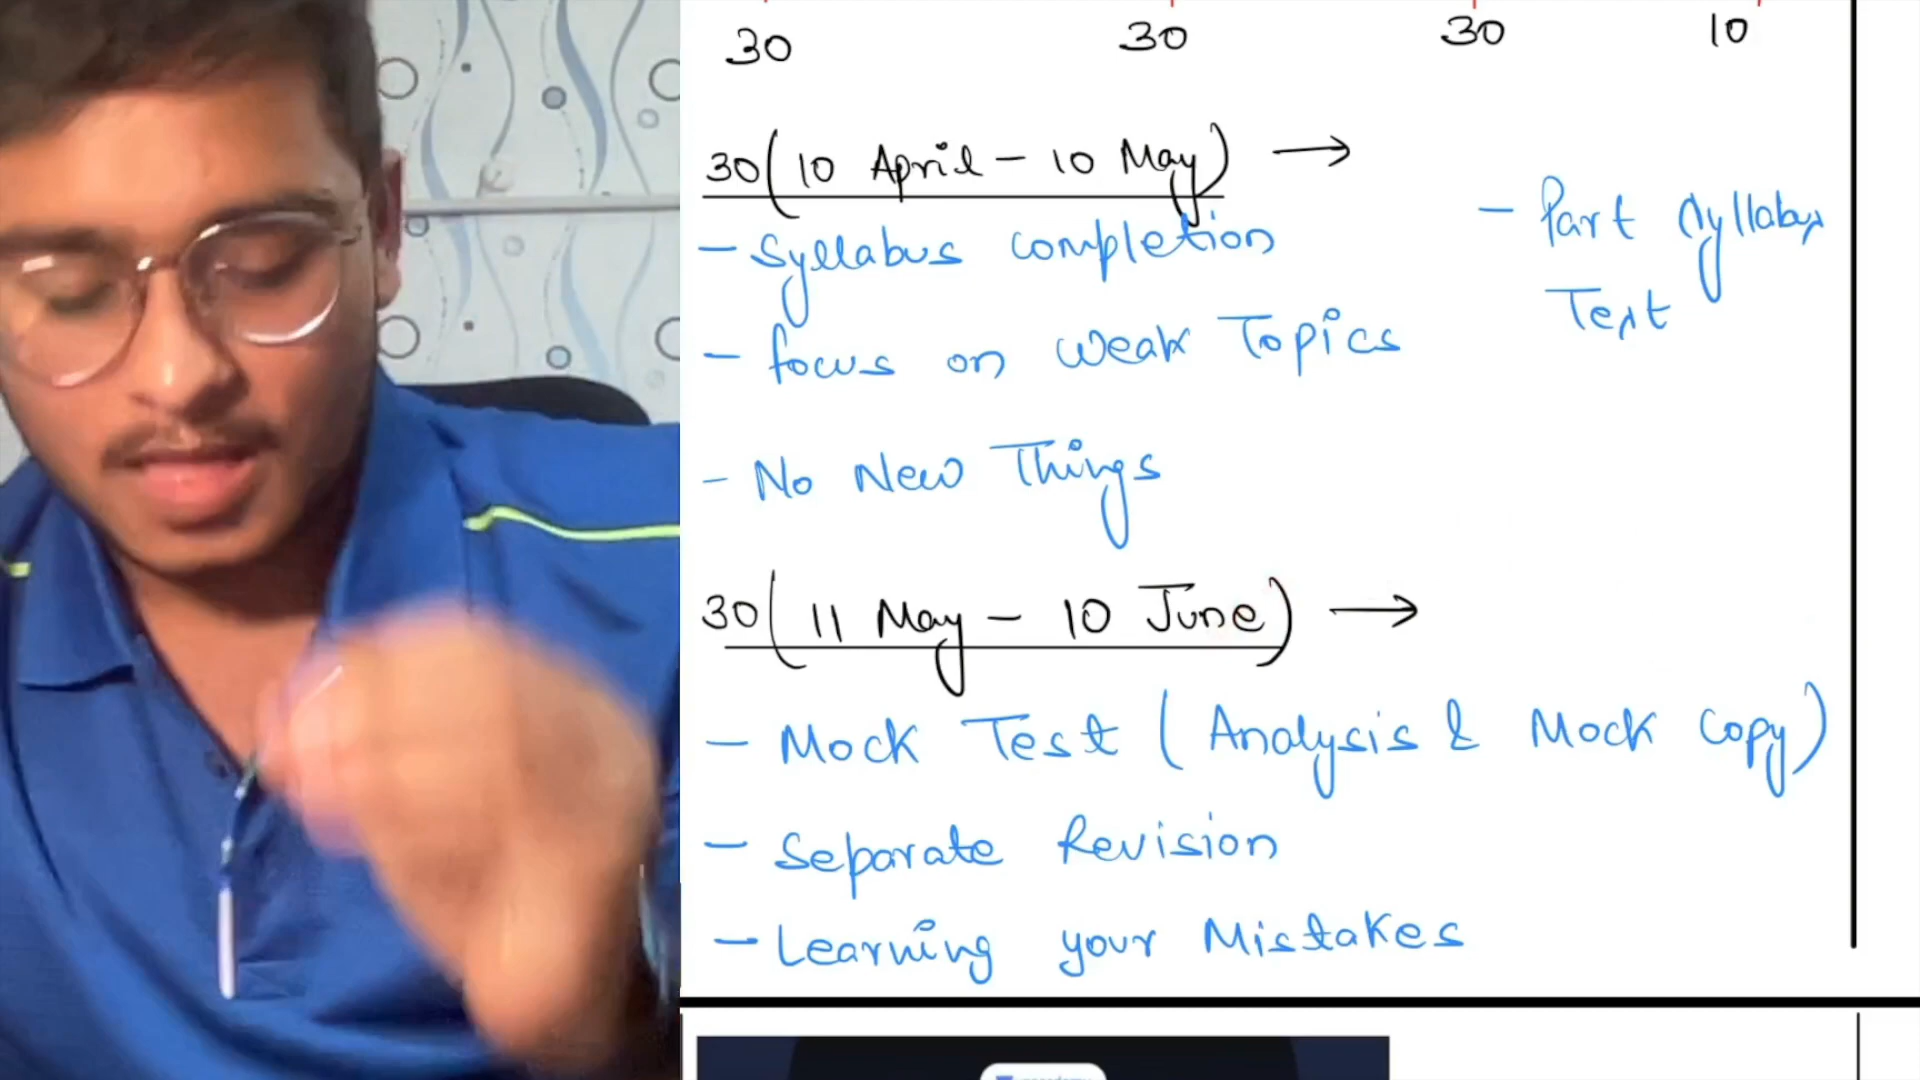 30 30 30 10
30(10 April - 10 May) →
- Syllabus completion
- Part Syllabus
Test
- focus on Weak Topics
- No New Things
30(11 May - 10 June) →
- Mock Test (Analysis & Mock Copy)
- Separate Revision
- Learning your Mistakes